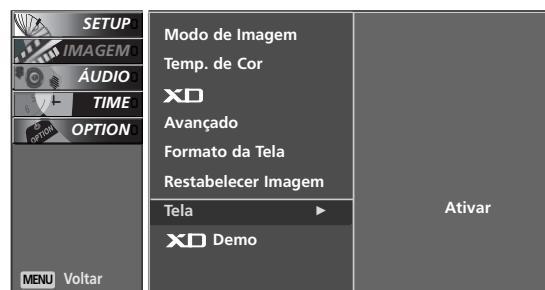 SETUP
IMAGEM
ÁUDIO
TIME
OPTION
OPTION
MENU Voltar
Modo de Imagem
Temp. de Cor
XD
Avançado
Formato da Tela
Restabelecer Imagem
Tela ►
XD Demo
Ativar